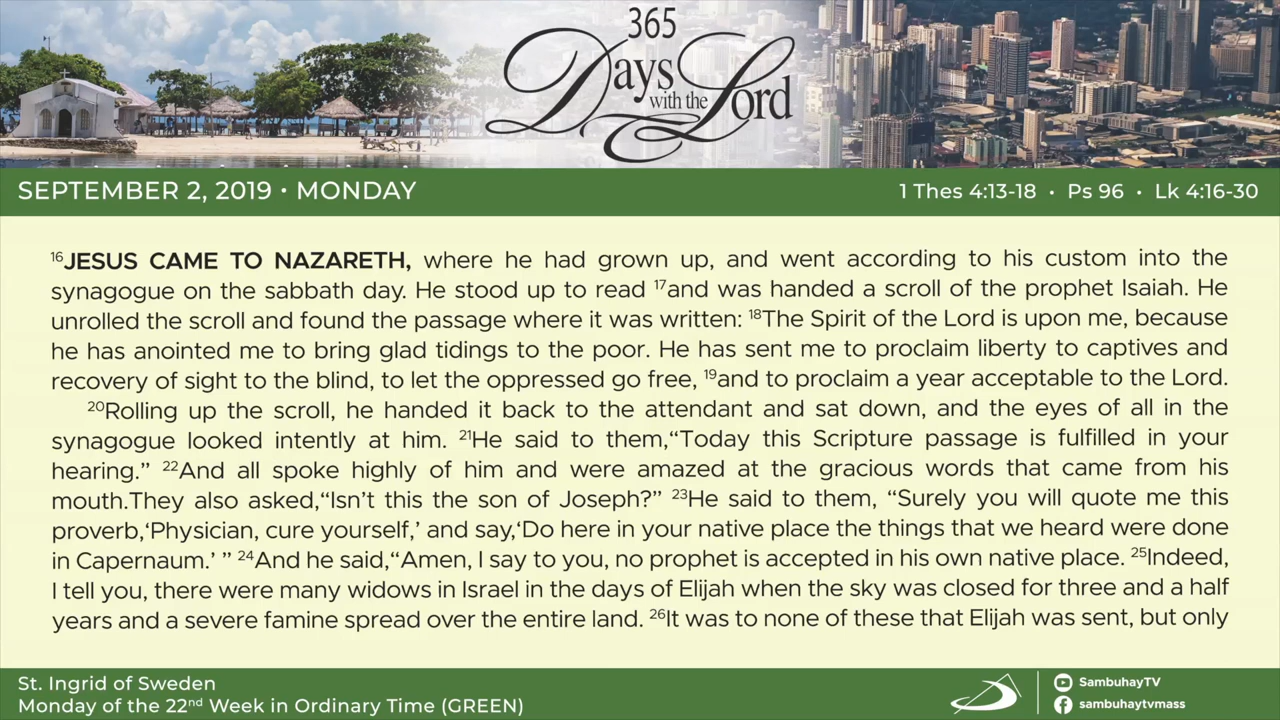 365
Days
with the
Lord
SEPTEMBER 2, 2019 • MONDAY
1 Thes 4:13-18 • Ps 96 • Lk 4:16-30
¹⁶JESUS CAME TO NAZARETH, where he had grown up, and went according to his custom into the
synagogue on the sabbath day. He stood up to read ¹⁷and was handed a scroll of the prophet Isaiah. He
unrolled the scroll and found the passage where it was written: ¹⁸The Spirit of the Lord is upon me, because
he has anointed me to bring glad tidings to the poor. He has sent me to proclaim liberty to captives and
recovery of sight to the blind, to let the oppressed go free, ¹⁹and to proclaim a year acceptable to the Lord.
²⁰Rolling up the scroll, he handed it back to the attendant and sat down, and the eyes of all in the
synagogue looked intently at him. ²¹He said to them,“Today this Scripture passage is fulfilled in your
hearing.” ²²And all spoke highly of him and were amazed at the gracious words that came from his
mouth.They also asked,“Isn’t this the son of Joseph?” ²³He said to them, “Surely you will quote me this
proverb,‘Physician, cure yourself,’ and say,‘Do here in your native place the things that we heard were done
in Capernaum.’ ” ²⁴And he said,“Amen, I say to you, no prophet is accepted in his own native place. ²⁵Indeed,
I tell you, there were many widows in Israel in the days of Elijah when the sky was closed for three and a half
years and a severe famine spread over the entire land. ²⁶It was to none of these that Elijah was sent, but only
St. Ingrid of Sweden
Monday of the 22ⁿᵈ Week in Ordinary Time (GREEN)
SambuhayTV
sambuhaytvmass